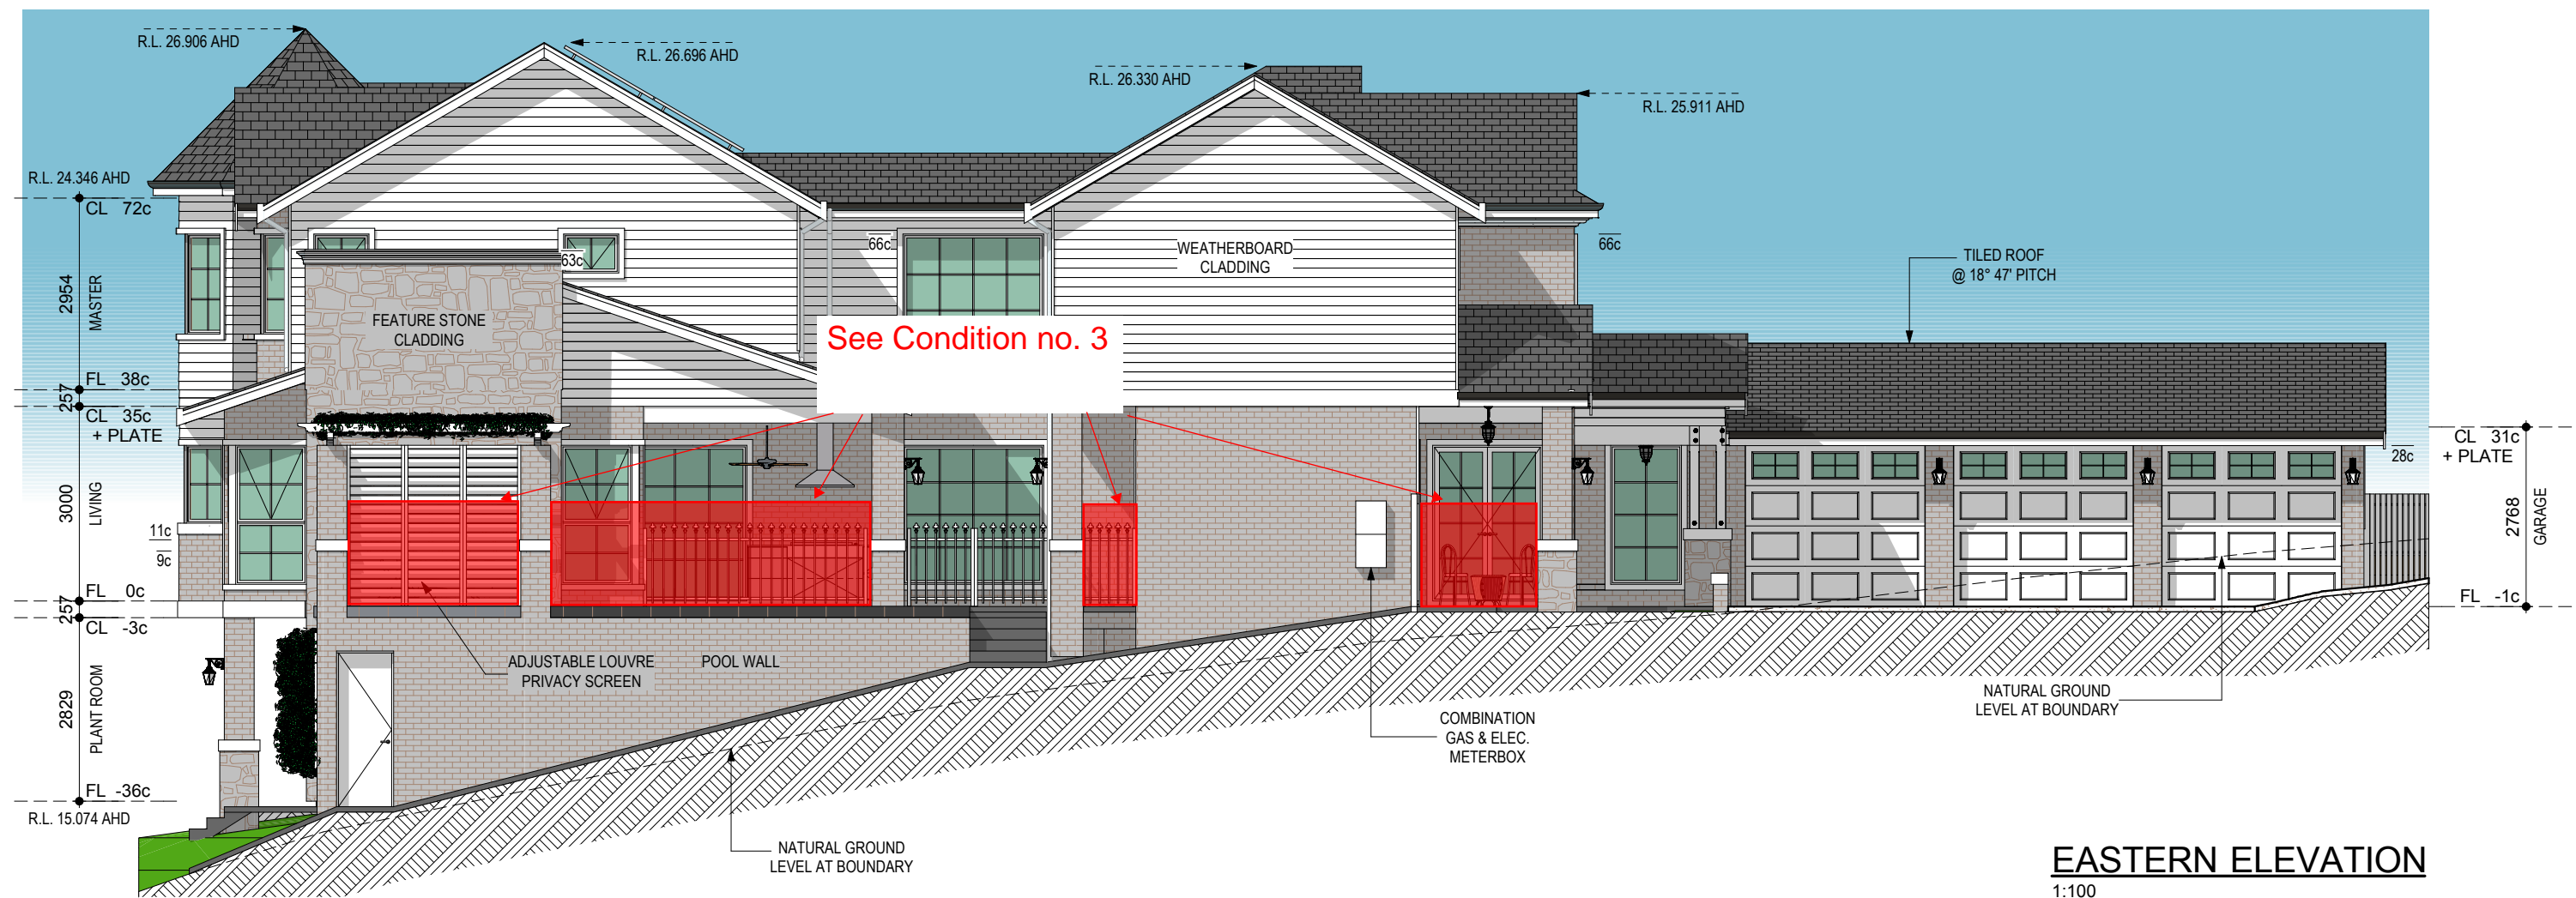 R.L. 26.906 AHD
R.L. 26.696 AHD
R.L. 26.330 AHD
R.L. 25.911 AHD
R.L. 24.346 AHD
CL 72c
2954
MASTER
FL 38c
257
CL 35c
+ PLATE
3000
LIVING
11c
9c
FL 0c
257
CL -3c
2829
PLANT ROOM
FL -36c
R.L. 15.074 AHD
FEATURE STONE
CLADDING
63c
66c
WEATHERBOARD
CLADDING
66c
TILED ROOF
@ 18° 47' PITCH
See Condition no. 3
ADJUSTABLE LOUVRE
PRIVACY SCREEN
POOL WALL
COMBINATION
GAS & ELEC.
METERBOX
NATURAL GROUND
LEVEL AT BOUNDARY
NATURAL GROUND
LEVEL AT BOUNDARY
28c
CL 31c
+ PLATE
2768
GARAGE
FL -1c
EASTERN ELEVATION
1:100